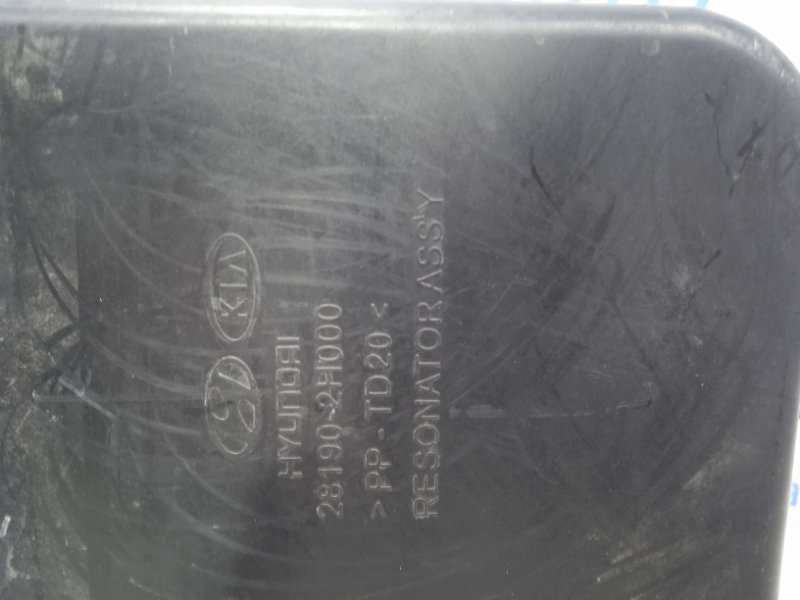 KIA
HYUNDAI
28190-2H000
> PP - TD20 <
RESONATOR ASS'Y